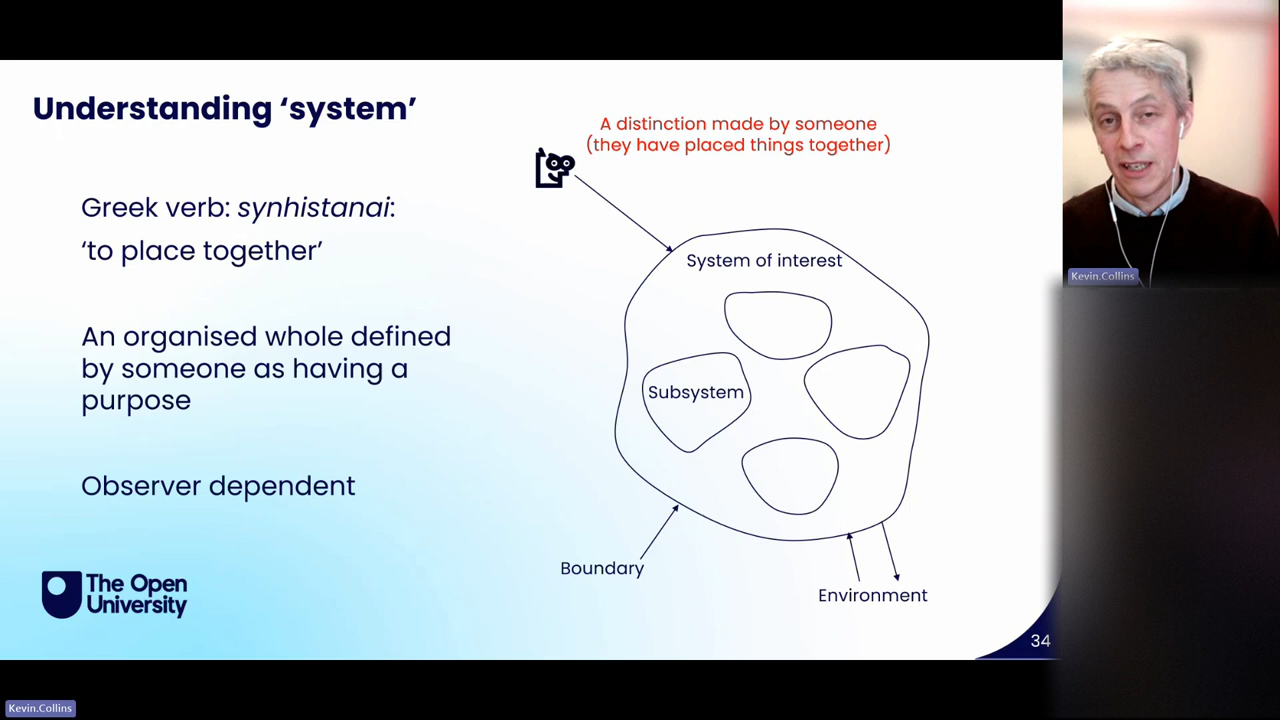 Understanding ‘system’
Greek verb: synhistanai:
‘to place together’
An organised whole defined
by someone as having a
purpose
Observer dependent
The Open
University
A distinction made by someone
(they have placed things together)
System of interest
Subsystem
Boundary
Environment
34
Kevin.Collins
Kevin.Collins